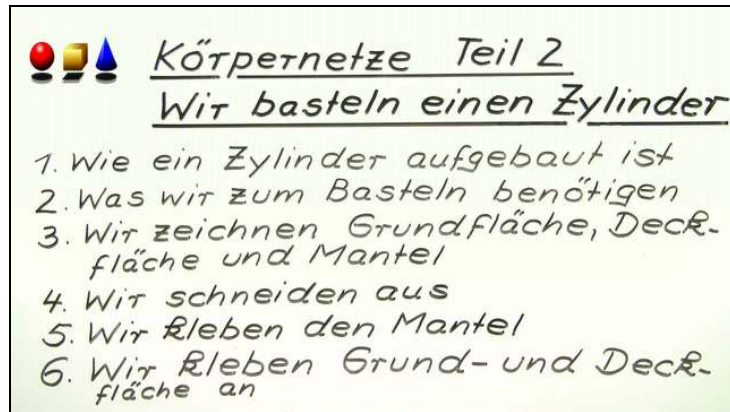 Körpernetze Teil 2
Wir basteln einen Zylinder
1. Wie ein Zylinder aufgebaut ist
2. Was wir zum Basteln benötigen
3. Wir zeichnen Grundfläche, Deck-
fläche und Mantel
4. Wir schneiden aus
5. Wir kleben den Mantel
6. Wir kleben Grund- und Deck-
fläche an